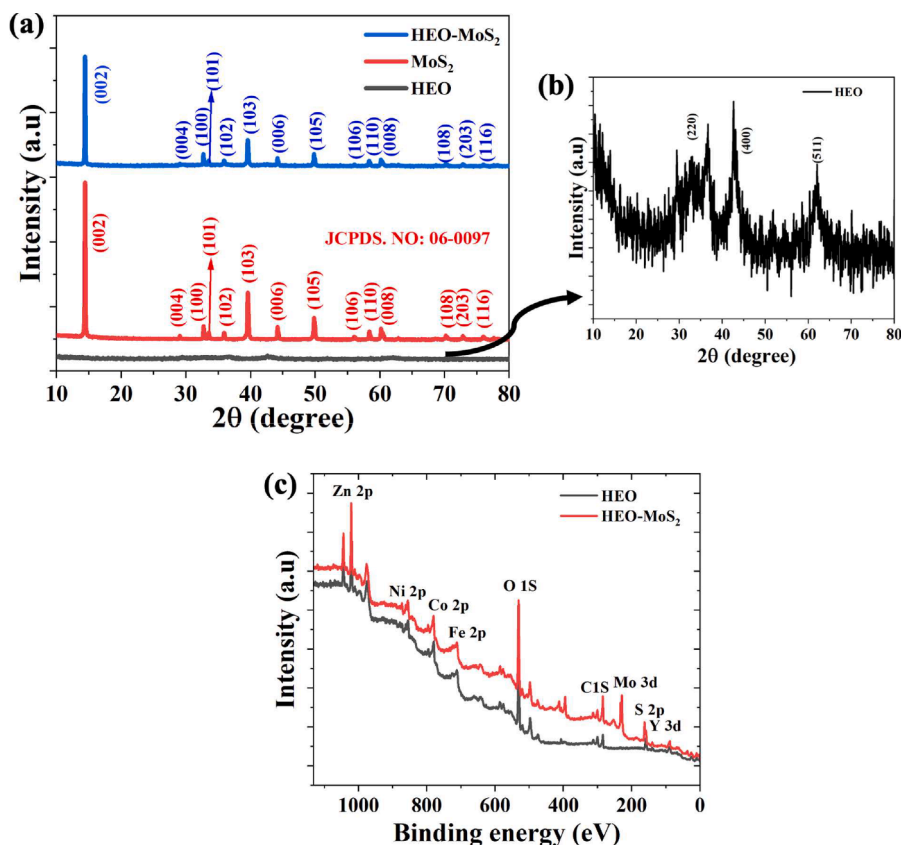 (a)
HEO-MoS₂
MoS₂
HEO
(002)
(004)
(100)
(101)
(102)
(103)
(006)
(105)
(106)
(110)
(008)
(108)
(203)
(116)
JCPDS. NO: 06-0097
(002)
(004)
(100)
(101)
(102)
(103)
(006)
(105)
(106)
(110)
(008)
(108)
(203)
(116)
Intensity (a.u)
10 20 30 40 50 60 70 80
2θ (degree)
(b)
HEO
(220)
(400)
(511)
Intensity (a.u)
10 20 30 40 50 60 70 80
2θ (degree)
(c)
HEO
HEO-MoS₂
Zn 2p
Ni 2p
Co 2p
Fe 2p
O 1S
C1S
Mo 3d
S 2p
Y 3d
Intensity (a.u)
1000 800 600 400 200 0
Binding energy (eV)